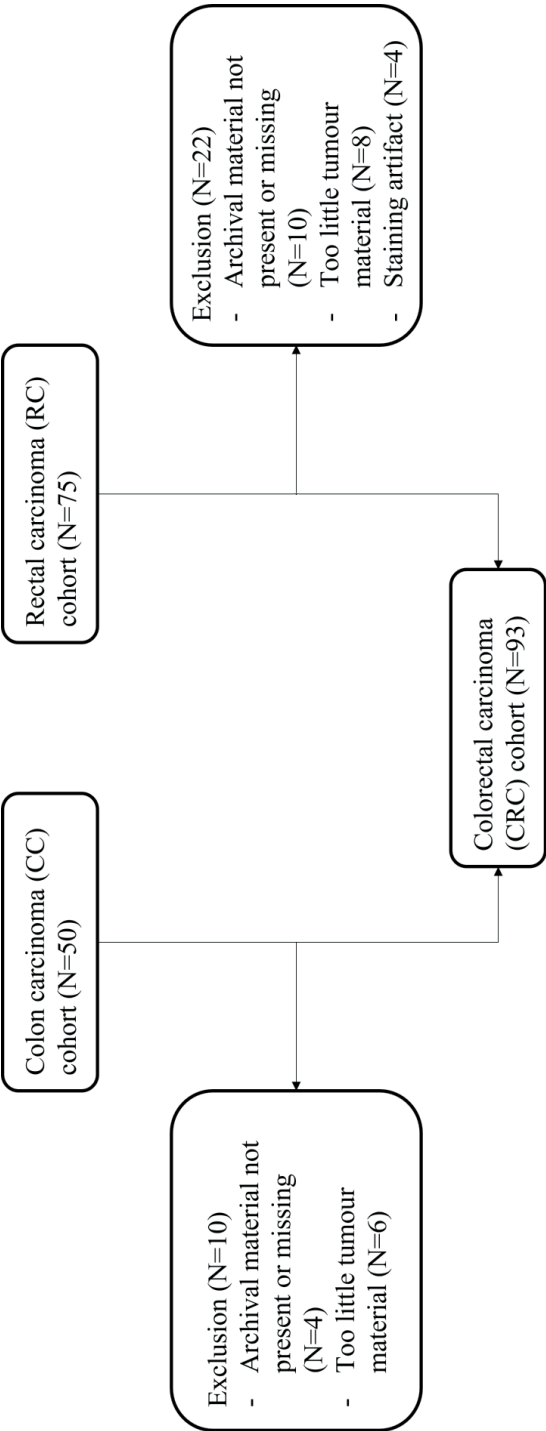 Colon carcinoma (CC)
cohort (N=50)
Rectal carcinoma (RC)
cohort (N=75)
Exclusion (N=10)
- Archival material not
present or missing
(N=4)
- Too little tumour
material (N=6)
Exclusion (N=22)
- Archival material not
present or missing
(N=10)
- Too little tumour
material (N=8)
- Staining artifact (N=4)
Colorectal carcinoma
(CRC) cohort (N=93)